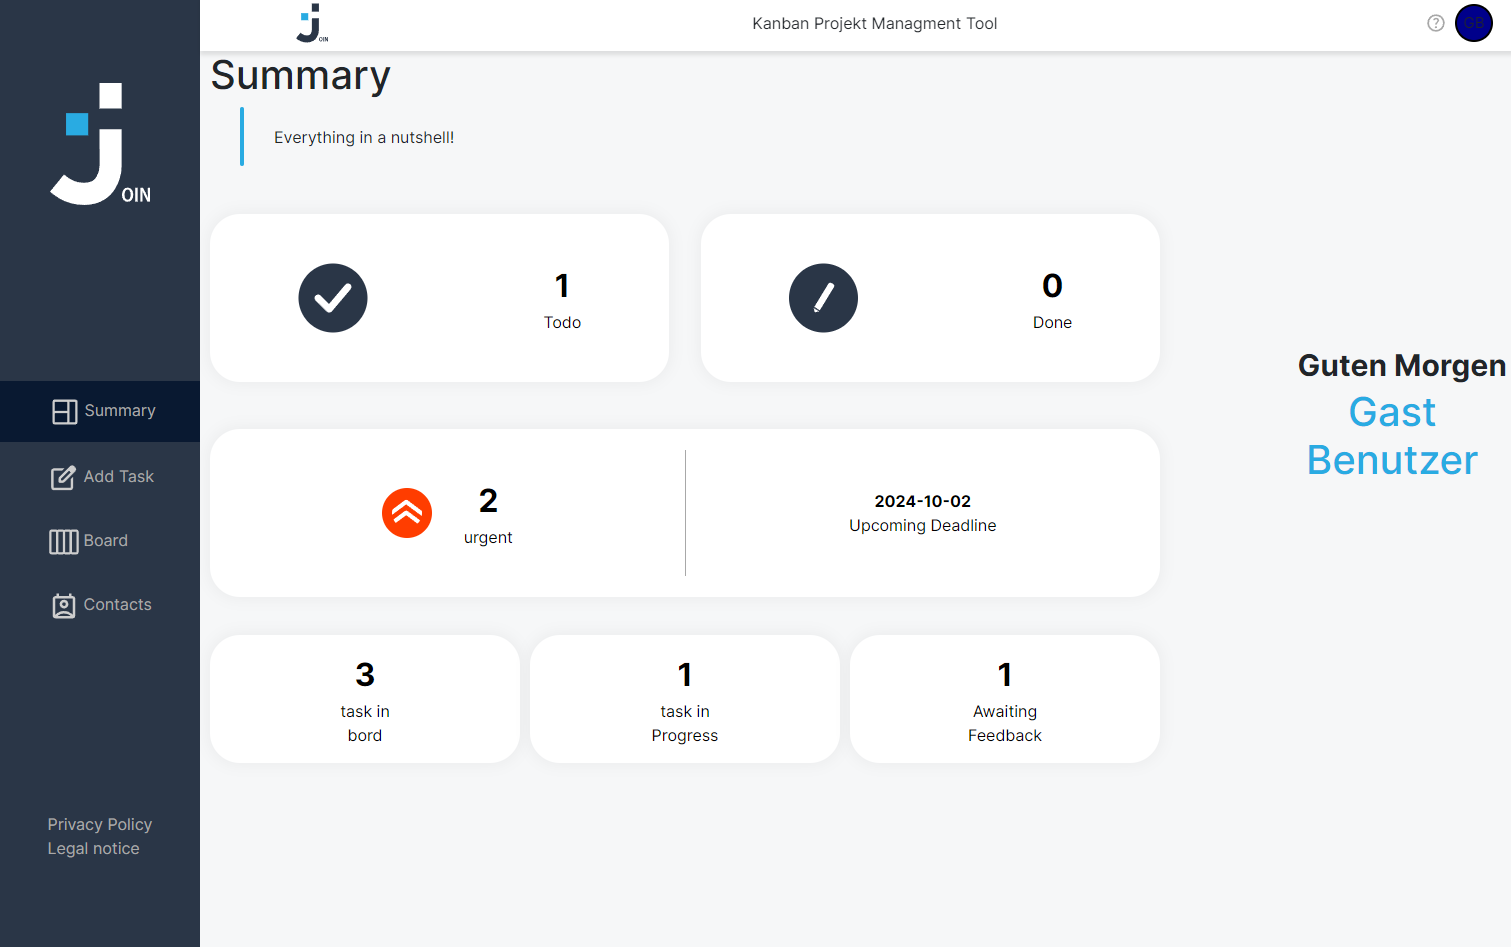 OIN
Kanban Projekt Managment Tool
GB
Summary
Everything in a nutshell!
OIN
1
Todo
0
Done
Guten Morgen
Gast
Benutzer
Summary
Add Task
Board
Contacts
2
urgent
2024-10-02
Upcoming Deadline
3
task in
bord
1
task in
Progress
1
Awaiting
Feedback
Privacy Policy
Legal notice